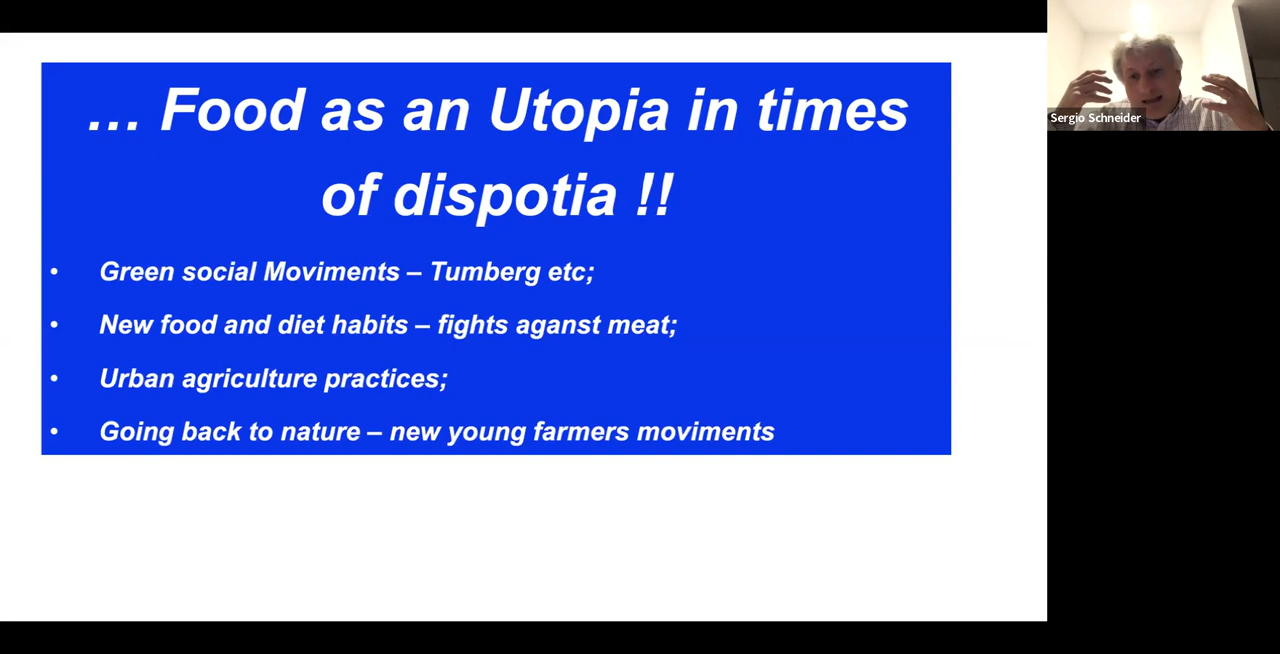 ... Food as an Utopia in times
of dispotia !!
• Green social Moviments – Tumberg etc;
• New food and diet habits – fights aganst meat;
• Urban agriculture practices;
• Going back to nature – new young farmers moviments
Sergio Schneider